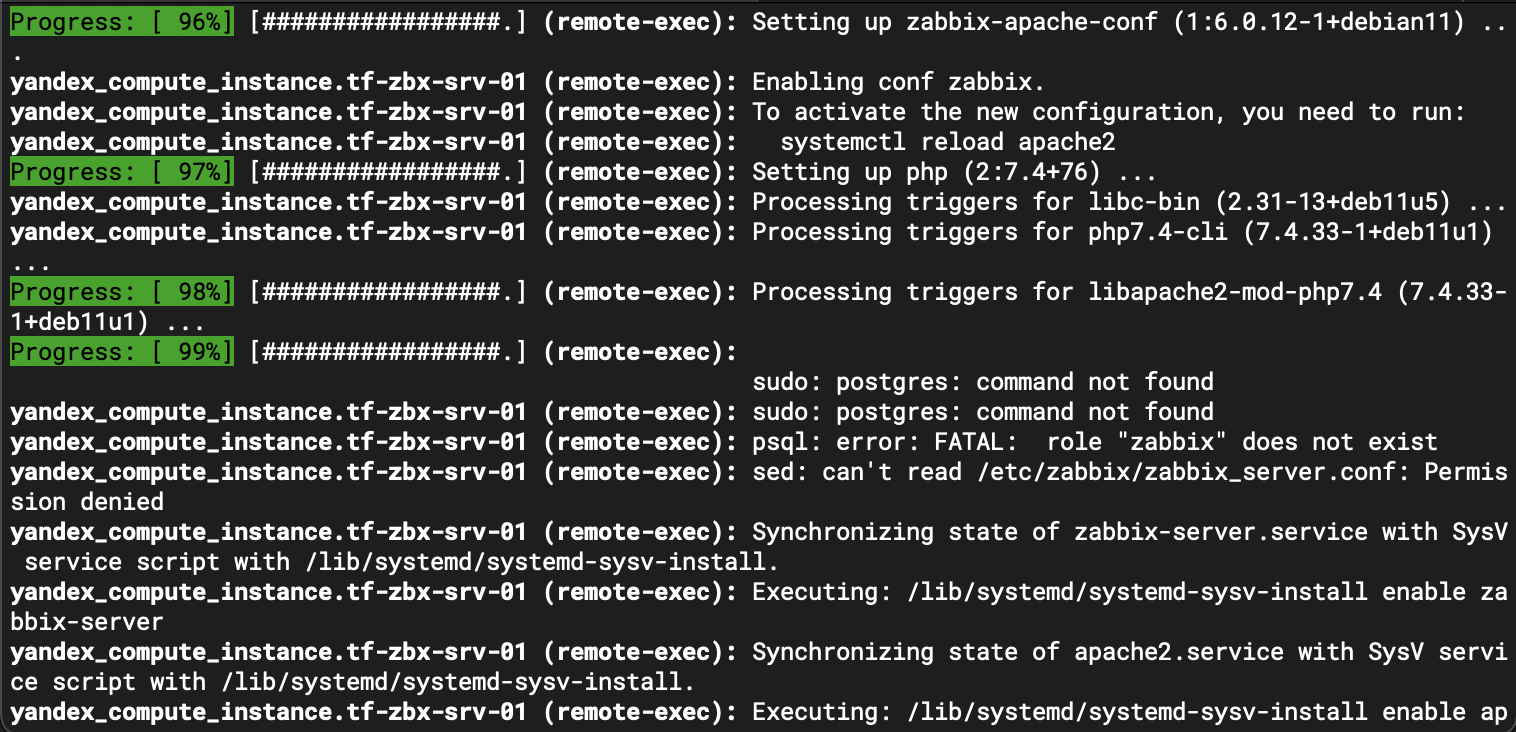 Progress: [ 96%] [#################.] (remote-exec): Setting up zabbix-apache-conf (1:6.0.12-1+debian11) ..
.
yandex_compute_instance.tf-zbx-srv-01 (remote-exec): Enabling conf zabbix.
yandex_compute_instance.tf-zbx-srv-01 (remote-exec): To activate the new configuration, you need to run:
yandex_compute_instance.tf-zbx-srv-01 (remote-exec):   systemctl reload apache2
Progress: [ 97%] [#################.] (remote-exec): Setting up php (2:7.4+76) ...
yandex_compute_instance.tf-zbx-srv-01 (remote-exec): Processing triggers for libc-bin (2.31-13+deb11u5) ...
yandex_compute_instance.tf-zbx-srv-01 (remote-exec): Processing triggers for php7.4-cli (7.4.33-1+deb11u1)
...
Progress: [ 98%] [#################.] (remote-exec): Processing triggers for libapache2-mod-php7.4 (7.4.33-
1+deb11u1) ...
Progress: [ 99%] [#################.] (remote-exec):
sudo: postgres: command not found
yandex_compute_instance.tf-zbx-srv-01 (remote-exec): sudo: postgres: command not found
yandex_compute_instance.tf-zbx-srv-01 (remote-exec): psql: error: FATAL:  role "zabbix" does not exist
yandex_compute_instance.tf-zbx-srv-01 (remote-exec): sed: can't read /etc/zabbix/zabbix_server.conf: Permis
sion denied
yandex_compute_instance.tf-zbx-srv-01 (remote-exec): Synchronizing state of zabbix-server.service with SysV
 service script with /lib/systemd/systemd-sysv-install.
yandex_compute_instance.tf-zbx-srv-01 (remote-exec): Executing: /lib/systemd/systemd-sysv-install enable za
bbix-server
yandex_compute_instance.tf-zbx-srv-01 (remote-exec): Synchronizing state of apache2.service with SysV servi
ce script with /lib/systemd/systemd-sysv-install.
yandex_compute_instance.tf-zbx-srv-01 (remote-exec): Executing: /lib/systemd/systemd-sysv-install enable ap